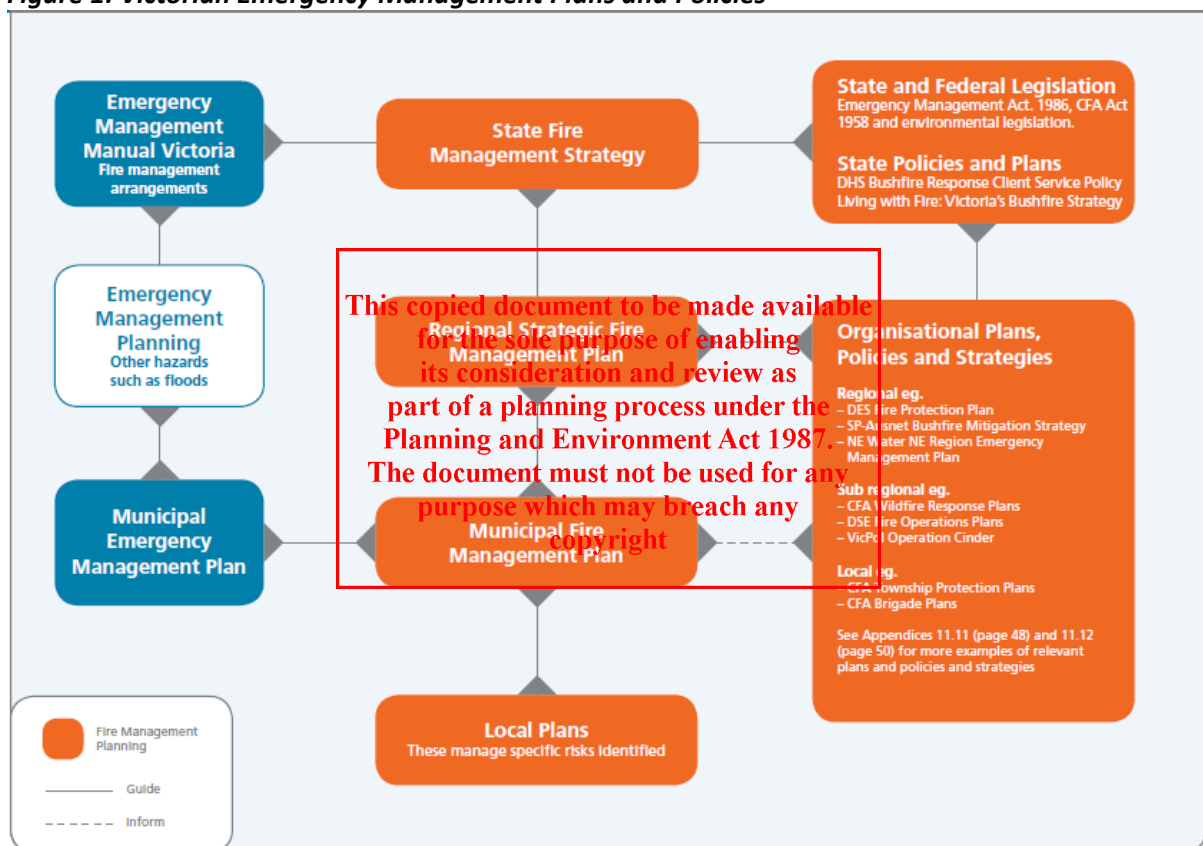 Figure 1: Victorian Emergency Management Plans and Policies
Emergency
Management
Manual Victoria
Fire management
arrangements
State Fire
Management Strategy
State and Federal Legislation
Emergency Management Act. 1986, CFA Act
1958 and environmental legislation.
State Policies and Plans
DHS Bushfire Response Client Service Policy
Living with Fire: Victoria's Bushfire Strategy
Emergency
Management
Planning
Other hazards
such as floods
Regional Strategic Fire
Management Plan
This copied document to be made available
for the sole purpose of enabling
its consideration and review as
part of a planning process under the
Planning and Environment Act 1987.
The document must not be used for any
purpose which may breach any
copyright
Organisational Plans,
Policies and Strategies
Regional eg.
– DES Fire Protection Plan
– SP-Ausnet Bushfire Mitigation Strategy
– NE Water NE Region Emergency
Management Plan
Sub regional eg.
– CFA Wildfire Response Plans
– DSE Fire Operations Plans
– VicPol Operation Cinder
Local eg.
– CFA Township Protection Plans
– CFA Brigade Plans
See Appendices 11.11 (page 48) and 11.12
(page 50) for more examples of relevant
plans and policies and strategies
Municipal
Emergency
Management Plan
Municipal Fire
Management Plan
Local Plans
These manage specific risks identified
Fire Management
Planning
Guide
Inform